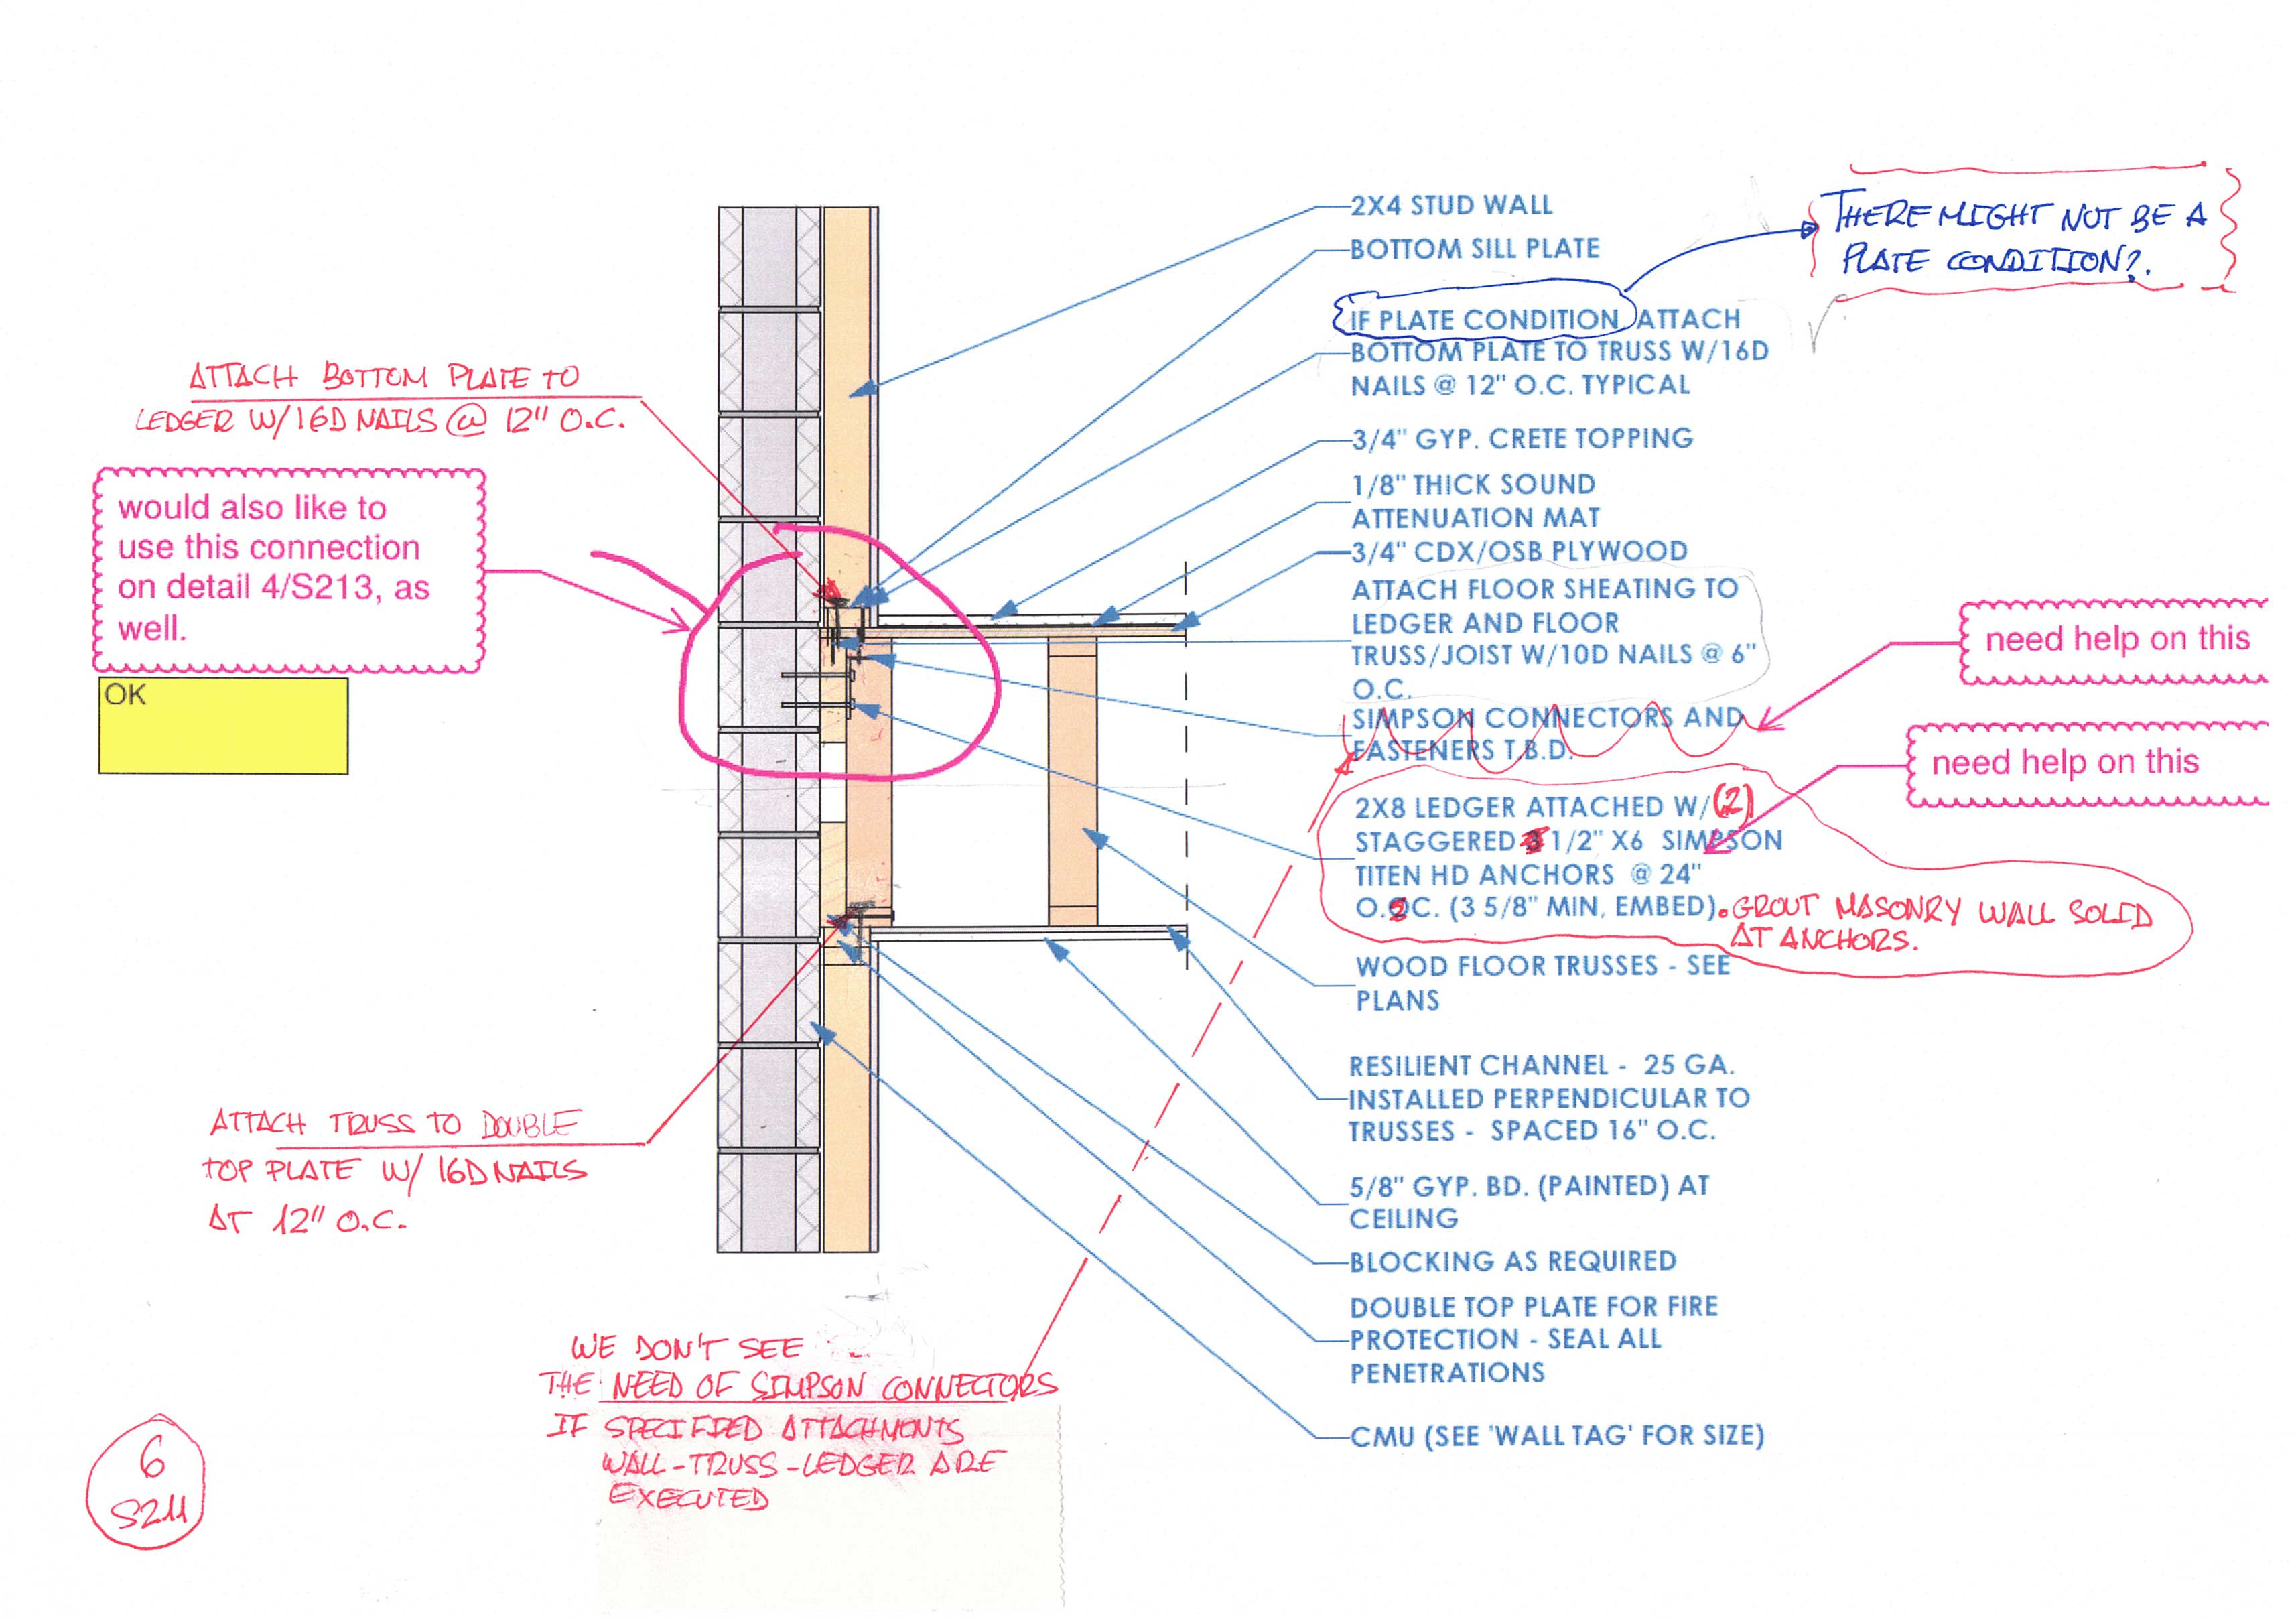 2X4 STUD WALL
BOTTOM SILL PLATE
THERE MIGHT NOT BE A
PLATE CONDITION?.
IF PLATE CONDITION, ATTACH
BOTTOM PLATE TO TRUSS W/16D
NAILS @ 12" O.C. TYPICAL
ATTACH BOTTOM PLATE TO
LEDGER W/16D NAILS @ 12" O.C.
3/4" GYP. CRETE TOPPING
1/8" THICK SOUND
ATTENUATION MAT
3/4" CDX/OSB PLYWOOD
would also like to
use this connection
on detail 4/S213, as
well.
OK
ATTACH FLOOR SHEATING TO
LEDGER AND FLOOR
TRUSS/JOIST W/10D NAILS @ 6"
O.C.
need help on this
SIMPSON CONNECTORS AND
FASTENERS T.B.D.
need help on this
2X8 LEDGER ATTACHED W/(2)
STAGGERED 1/2" X6 SIMPSON
TITEN HD ANCHORS @ 24"
O.C. (3 5/8" MIN, EMBED). GROUT MASONRY WALL SOLID
AT ANCHORS.
WOOD FLOOR TRUSSES - SEE
PLANS
RESILIENT CHANNEL - 25 GA.
INSTALLED PERPENDICULAR TO
TRUSSES - SPACED 16" O.C.
ATTACH TRUSS TO DOUBLE
TOP PLATE W/ 16D NAILS
AT 12" O.C.
5/8" GYP. BD. (PAINTED) AT
CEILING
BLOCKING AS REQUIRED
DOUBLE TOP PLATE FOR FIRE
PROTECTION - SEAL ALL
PENETRATIONS
CMU (SEE 'WALL TAG' FOR SIZE)
WE DON'T SEE
THE NEED OF SIMPSON CONNECTORS
IF SPECIFIED ATTACHMENTS
WALL-TRUSS-LEDGER ARE
EXECUTED
6
S211